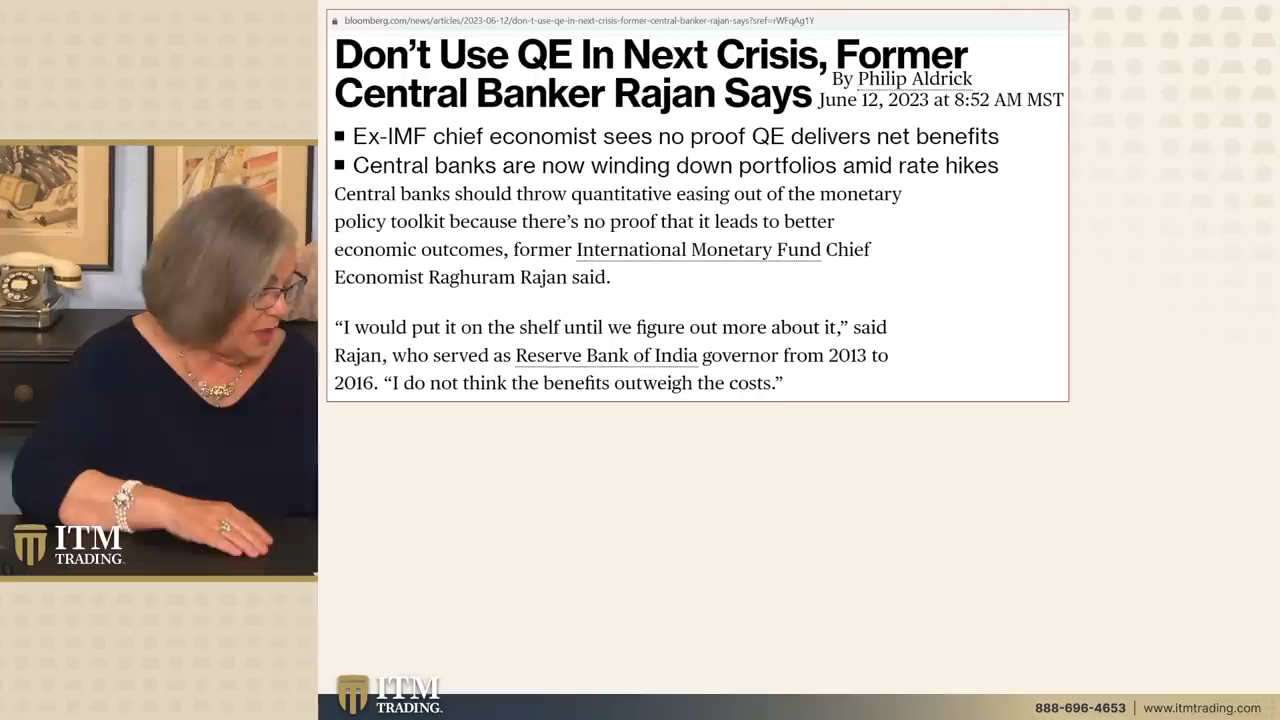 bloomberg.com/news/articles/2023-06-12/don-t-use-qe-in-next-crisis-former-central-banker-rajan-says?sref=rWFqAg1Y
Don’t Use QE In Next Crisis, Former
Central Banker Rajan Says
By Philip Aldrick
June 12, 2023 at 8:52 AM MST
■ Ex-IMF chief economist sees no proof QE delivers net benefits
■ Central banks are now winding down portfolios amid rate hikes
Central banks should throw quantitative easing out of the monetary
policy toolkit because there’s no proof that it leads to better
economic outcomes, former International Monetary Fund Chief
Economist Raghuram Rajan said.
“I would put it on the shelf until we figure out more about it,” said
Rajan, who served as Reserve Bank of India governor from 2013 to
2016. “I do not think the benefits outweigh the costs.”
ITM
TRADING
ITM
TRADING
888-696-4653 | www.itmtrading.com